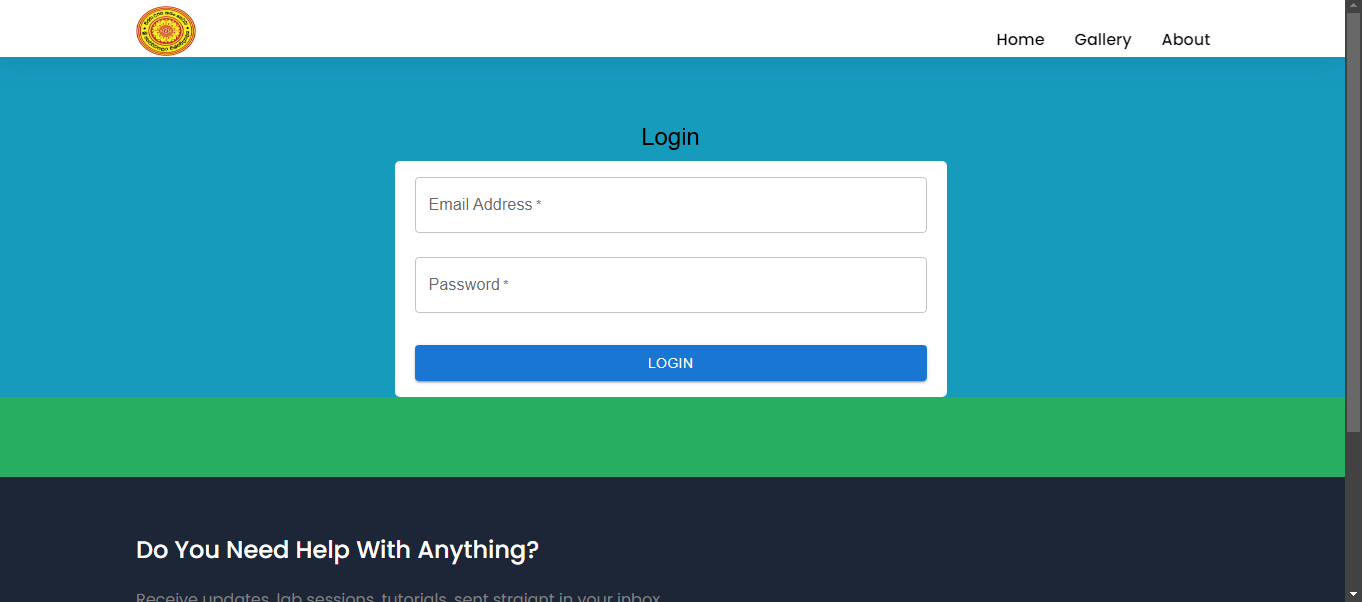 Home Gallery About
Login
Email Address *
Password *
LOGIN
Do You Need Help With Anything?
Receive updates, lab sessions, tutorials, sent straignt in your inbox